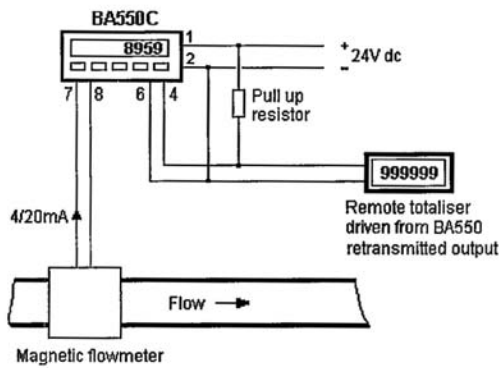 BA550C
8959
1
2
+
24V dc
−
7
8
6
4
Pull up
resistor
999999
4/20mA
Remote totaliser
driven from BA550
retransmitted output
Flow
Magnetic flowmeter